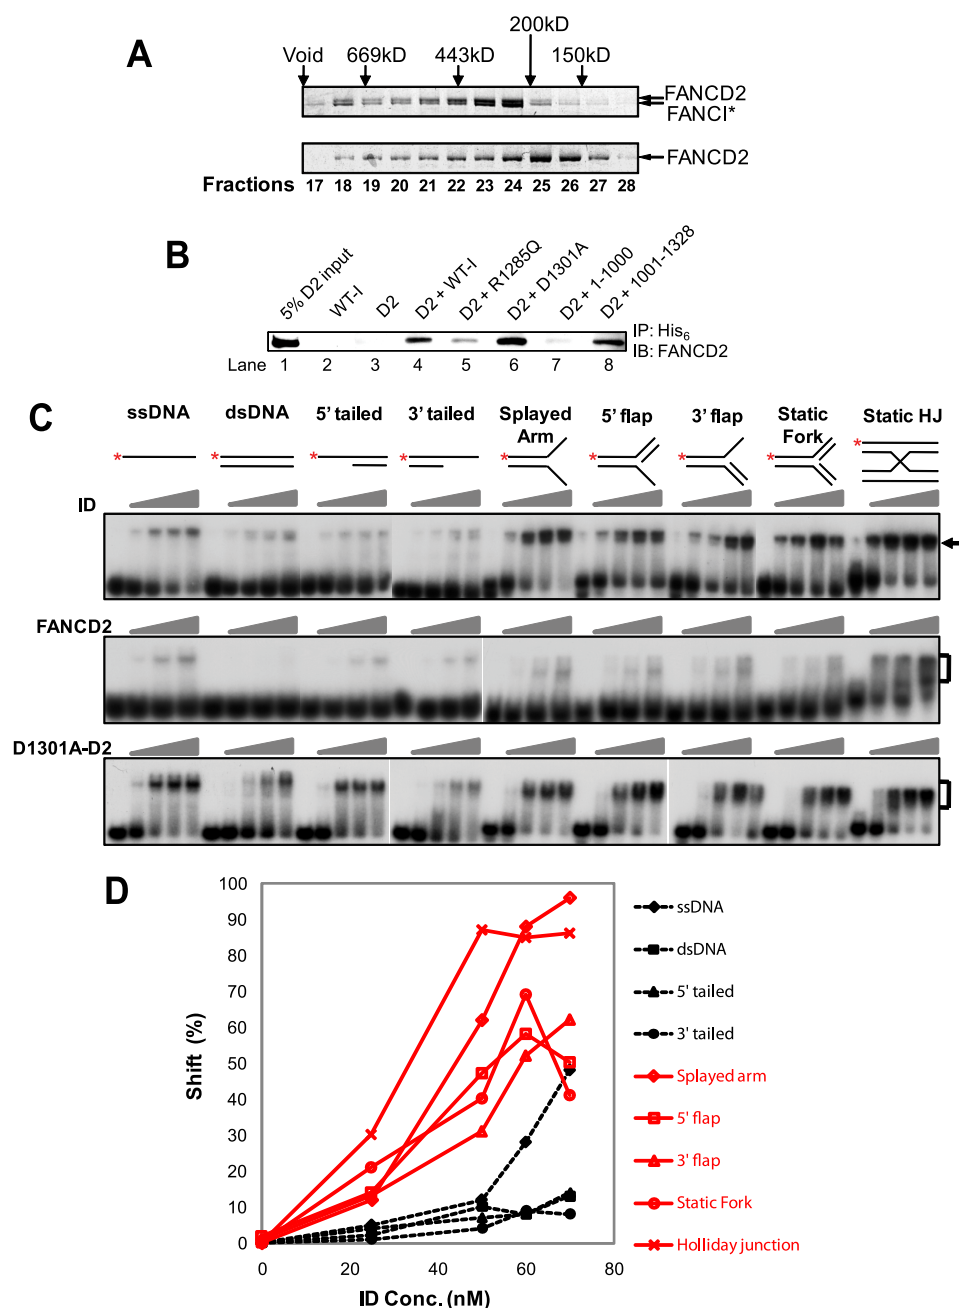 A
200kD
Void 669kD 443kD 150kD
FANCD2
FANCI*
FANCD2
Fractions 17 18 19 20 21 22 23 24 25 26 27 28
B
5% D2 input
WT-I
D2
D2 + WT-I
D2 + R1285Q
D2 + D1301A
D2 + 1-1000
D2 + 1001-1328
IP: His6
IB: FANCD2
Lane 1 2 3 4 5 6 7 8
C
ssDNA
dsDNA
5' tailed
3' tailed
Splayed
Arm
5' flap
3' flap
Static
Fork
Static HJ
* * * * * * * * *
ID
FANCD2
D1301A-D2
D
100
90
80
70
60
50
40
30
20
10
0
Shift (%)
0 20 40 60 80
ID Conc. (nM)
ssDNA
dsDNA
5' tailed
3' tailed
Splayed arm
5' flap
3' flap
Static Fork
Holliday junction